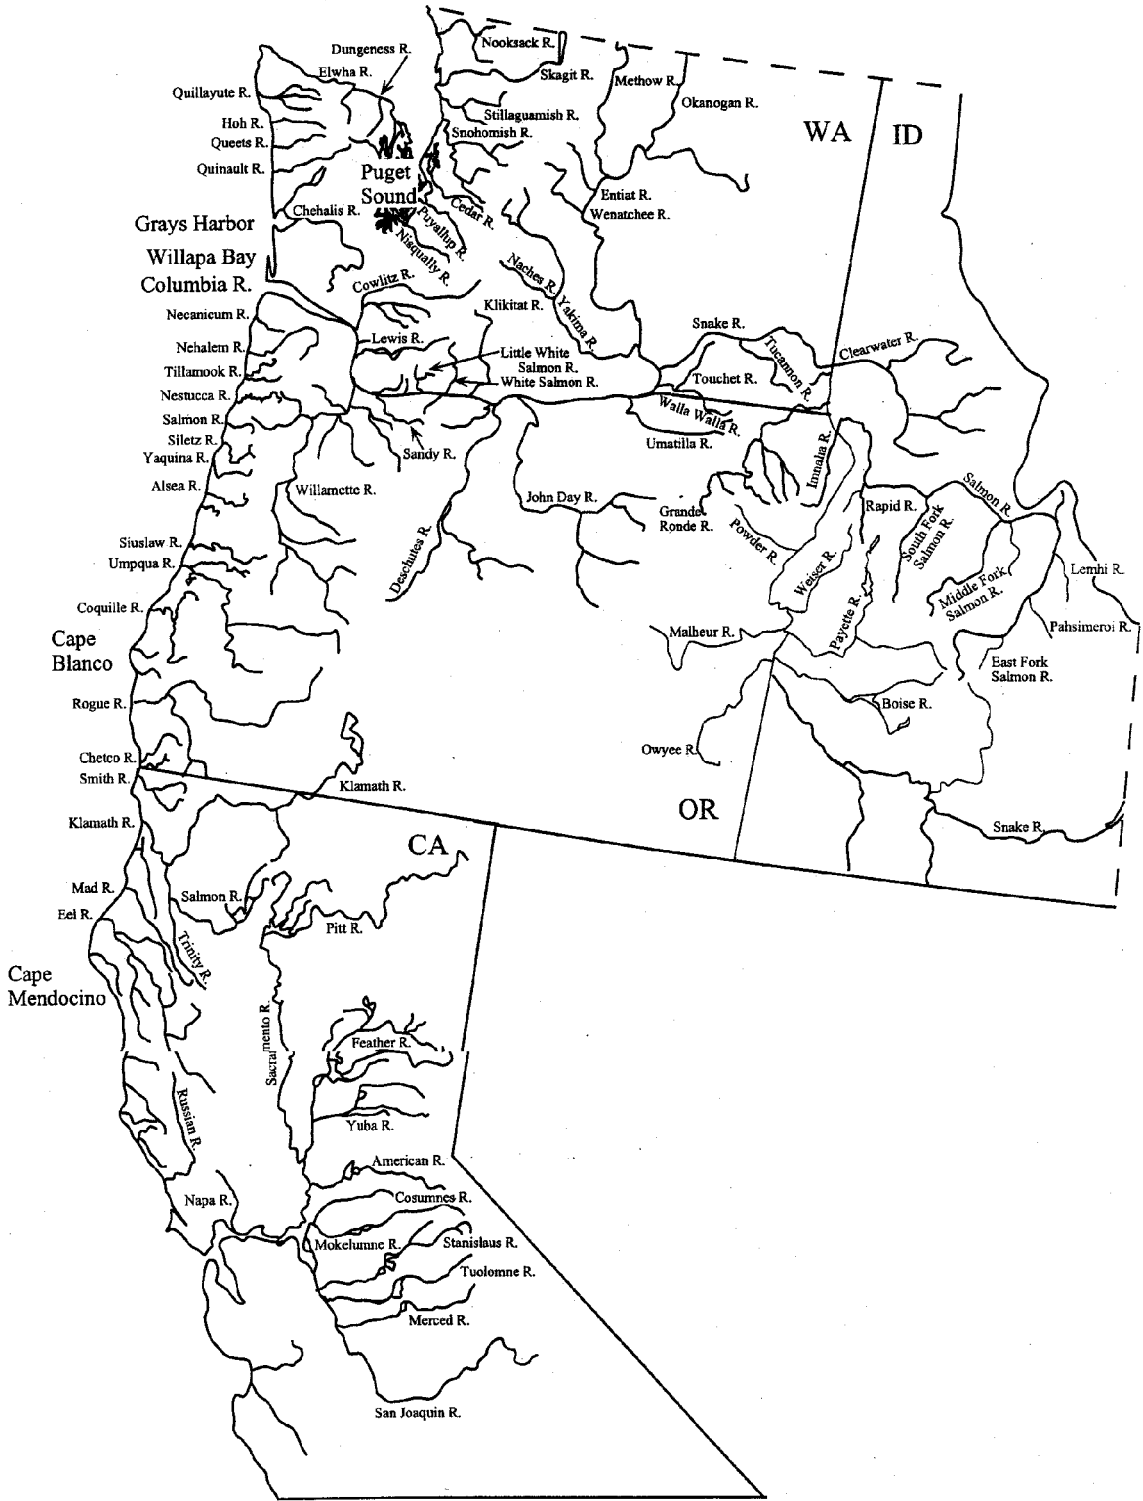 Nooksack R.
Dungeness R.
Elwha R.
Skagit R.
Methow R.
Quillayute R.
Okanogan R.
Stillaguamish R.
Hoh R.
Snohomish R.
WA
ID
Queets R.
Quinault R.
Puget
Sound
Entiat R.
Chehalis R.
Cedar R.
Wenatchee R.
Grays Harbor
Puyallup R.
Nisqually R.
Willapa Bay
Columbia R.
Naches R.
Cowlitz R.
Klikitat R.
Yakima R.
Necanicum R.
Snake R.
Lewis R.
Tucannon R.
Clearwater R.
Nehalem R.
Little White
Salmon R.
Tillamook R.
White Salmon R.
Touchet R.
Nestucca R.
Walla Walla R.
Salmon R.
Siletz R.
Umatilla R.
Yaquina R.
Sandy R.
Imnaha R.
Alsea R.
Willamette R.
John Day R.
Salmon R.
Grande
Ronde R.
Rapid R.
Powder R.
South Fork
Salmon R.
Siuslaw R.
Umpqua R.
Deschutes R.
Weiser R.
Lemhi R.
Middle Fork
Salmon R.
Coquille R.
Payette R.
Pahsimeroi R.
Cape
Blanco
Malheur R.
East Fork
Salmon R.
Rogue R.
Boise R.
Owyee R.
Chetco R.
Smith R.
Klamath R.
OR
Klamath R.
Snake R.
CA
Mad R.
Salmon R.
Eel R.
Pitt R.
Trinity R.
Cape
Mendocino
Sacramento R.
Feather R.
Russian R.
Yuba R.
American R.
Napa R.
Cosumnes R.
Mokelumne R.
Stanislaus R.
Tuolomne R.
Merced R.
San Joaquin R.